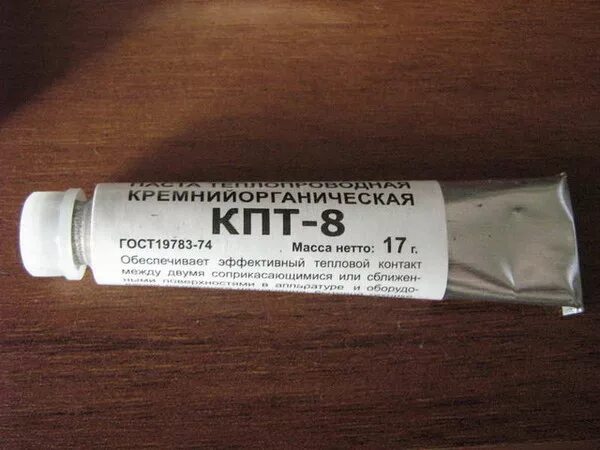 ПАСТА ТЕПЛОПРОВОДНАЯ
КРЕМНИЙОРГАНИЧЕСКАЯ
КПТ-8
ГОСТ19783-74 Масса нетто: 17 г.
Обеспечивает эффективный тепловой контакт
между двумя соприкасающимися или сближен-
ными поверхностями в аппаратуре и оборудо-